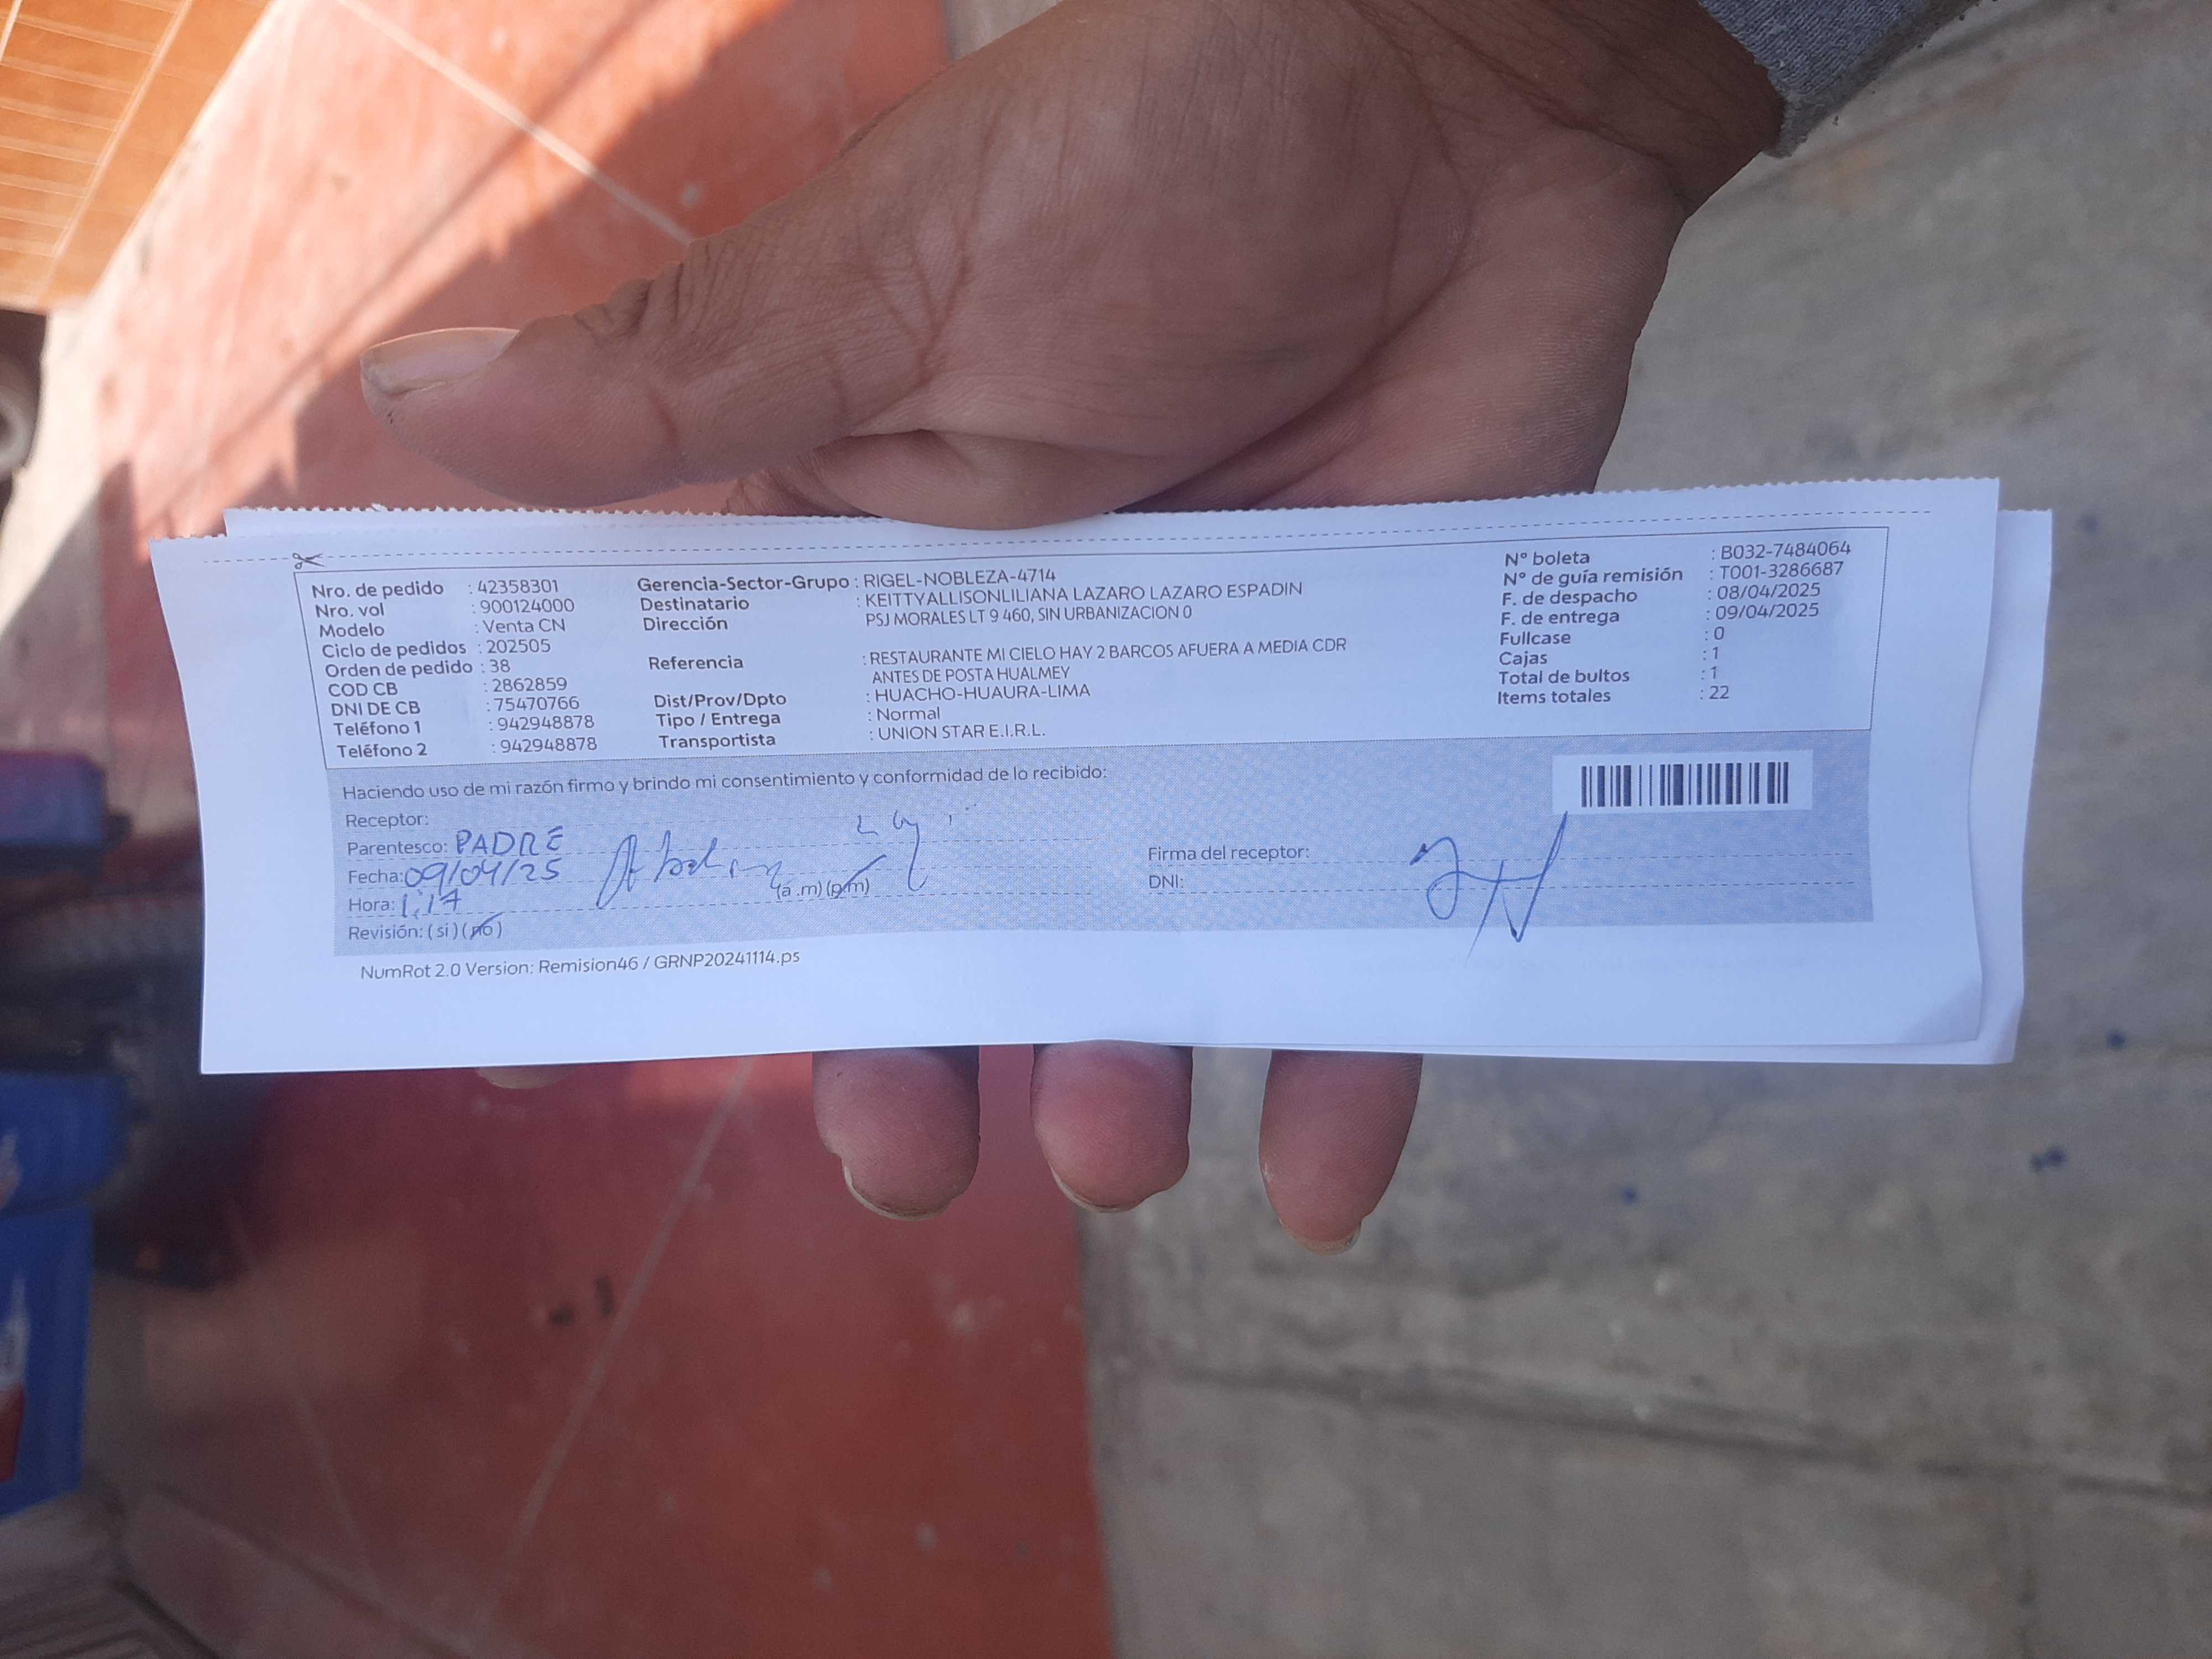 Nro. de pedido : 42358301
Nro. vol : 900124000
Modelo : Venta CN
Ciclo de pedidos : 202505
Orden de pedido : 38
COD CB : 2862859
DNI DE CB : 75470766
Teléfono 1 : 942948878
Teléfono 2 : 942948878
Gerencia-Sector-Grupo : RIGEL-NOBLEZA-4714
Destinatario : KEITTYALLISONLILIANA LAZARO LAZARO ESPADIN
Dirección PSJ MORALES LT 9 460, SIN URBANIZACION 0
Referencia : RESTAURANTE MI CIELO HAY 2 BARCOS AFUERA A MEDIA CDR
ANTES DE POSTA HUALMEY
Dist/Prov/Dpto : HUACHO-HUAURA-LIMA
Tipo / Entrega : Normal
Transportista : UNION STAR E.I.R.L.
N° boleta : B032-7484064
N° de guía remisión : T001-3286687
F. de despacho : 08/04/2025
F. de entrega : 09/04/2025
Fullcase : 0
Cajas : 1
Total de bultos : 1
Items totales : 22
Haciendo uso de mi razón firmo y brindo mi consentimiento y conformidad de lo recibido:
Receptor:
Parentesco: PADRE
Fecha: 09/04/25
Hora: 1:17 (a.m) (p.m)
Revisión: (si) (no)
Firma del receptor:
DNI:
NumRot 2.0 Version: Remision46 / GRNP20241114.ps